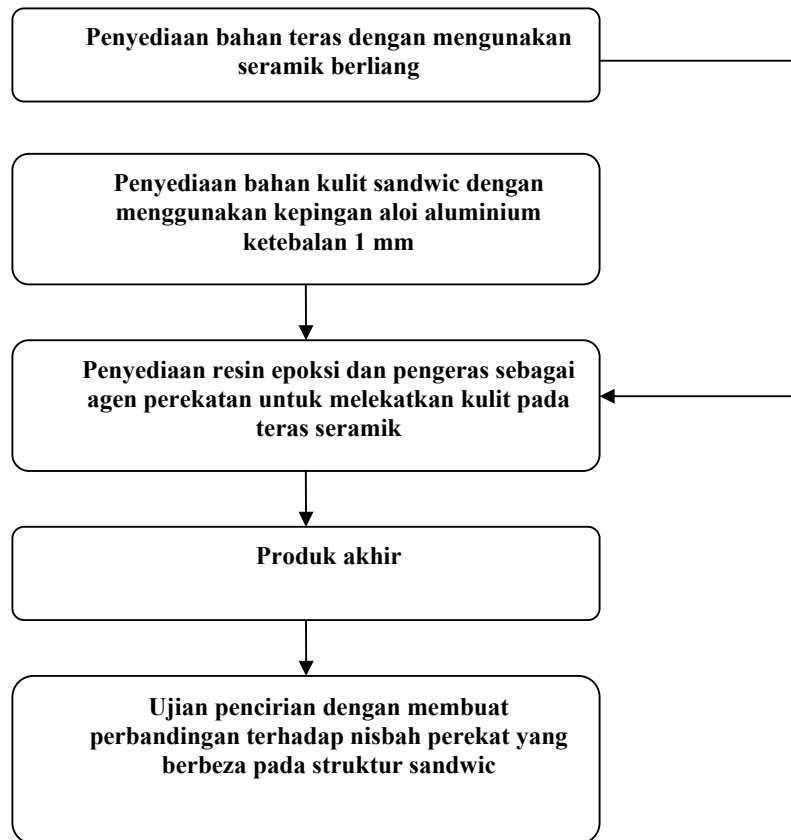 Penyediaan bahan teras dengan mengunakan
seramik berliang
Penyediaan bahan kulit sandwic dengan
menggunakan kepingan aloi aluminium
ketebalan 1 mm
Penyediaan resin epoksi dan pengeras sebagai
agen perekatan untuk melekatkan kulit pada
teras seramik
Produk akhir
Ujian pencirian dengan membuat
perbandingan terhadap nisbah perekat yang
berbeza pada struktur sandwic